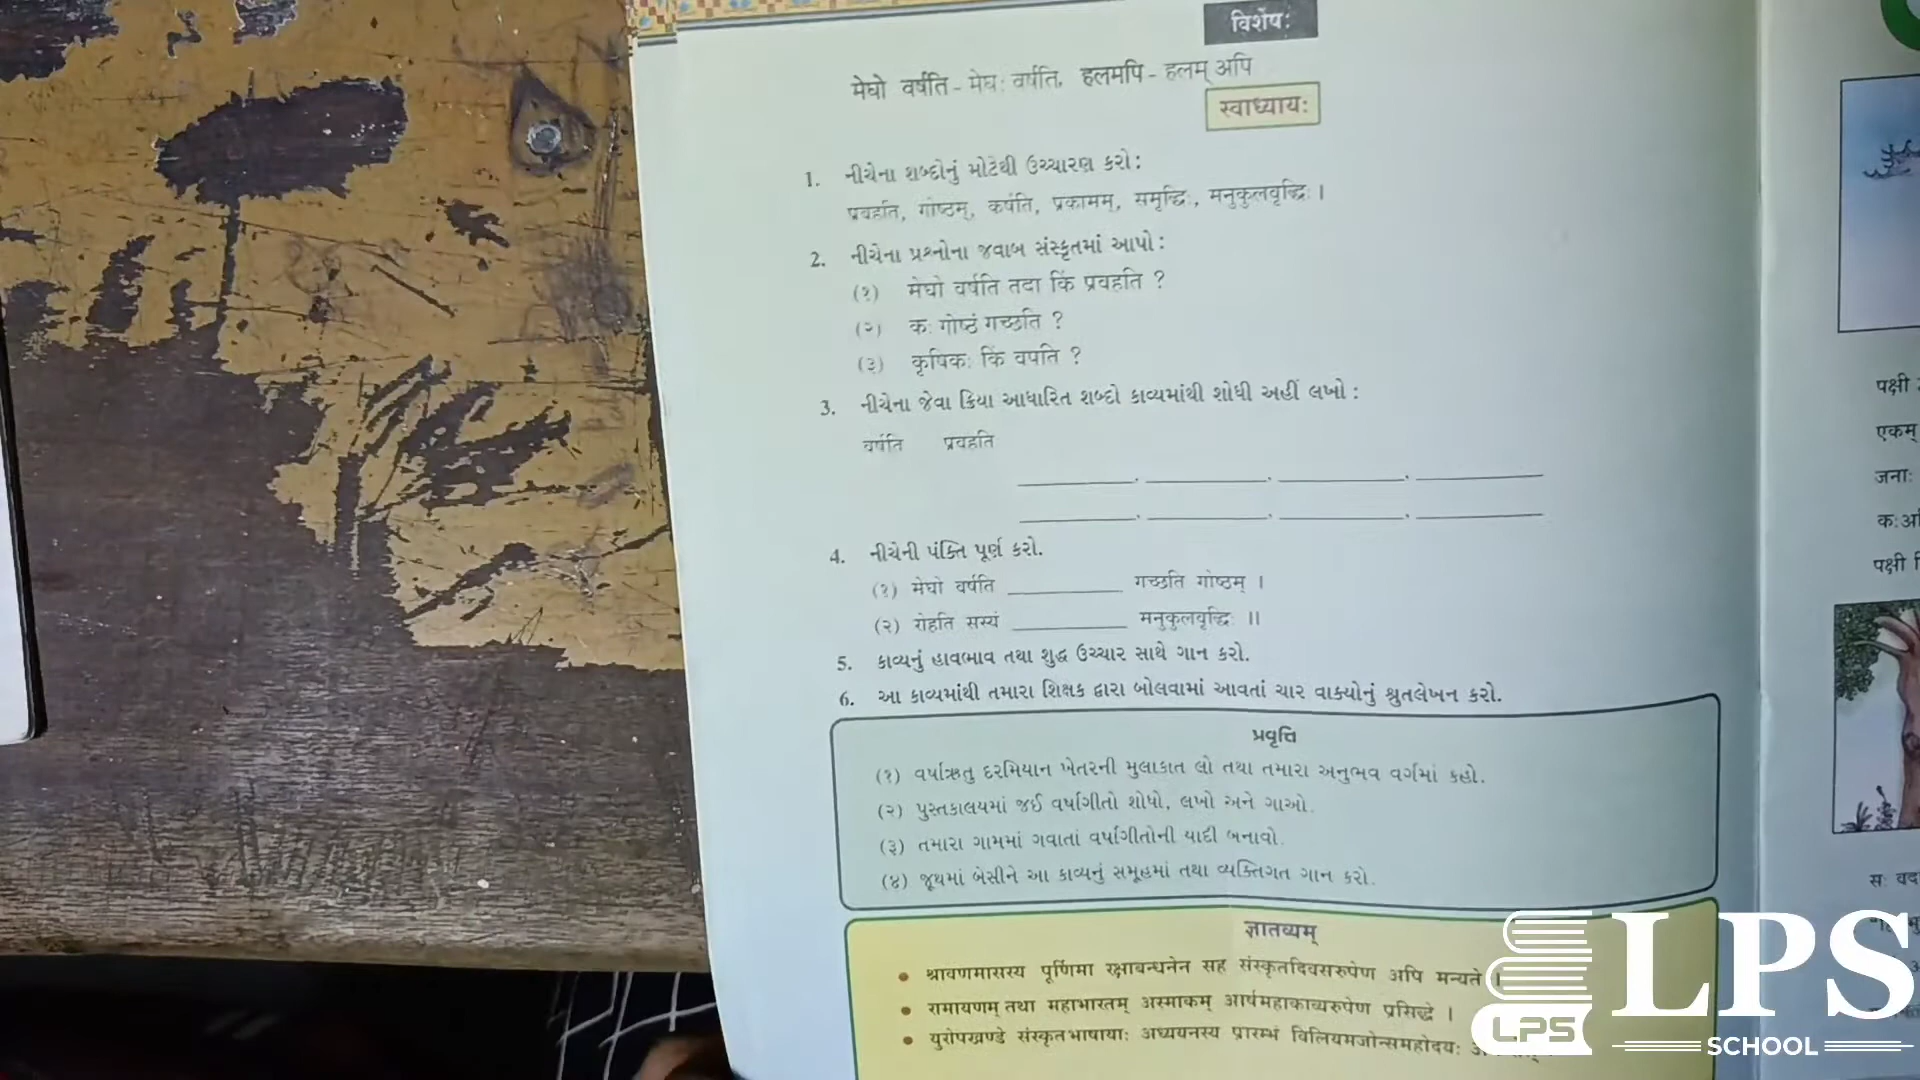 विशेषः
मेघो वर्षति - मेघः वर्षति, हलमपि - हलम् अपि
स्वाध्यायः
1. નીચેના શબ્દોનું મોટેથી ઉચ્ચારણ કરો :
प्रवहति, गोष्ठम्, कर्षति, प्रकामम्, समृद्धिः, मनुकुलवृद्धिः ।
2. નીચેના પ્રશ્નોના જવાબ સંસ્કૃતમાં આપો :
(१) मेघो वर्षति तदा किं प्रवहति ?
(२) कः गोष्ठं गच्छति ?
(३) कृषिकः किं वपति ?
3. નીચેના જેવા ક્રિયા આધારિત શબ્દો કાવ્યમાંથી શોધી અહીં લખો :
वर्षति प्रवहति
4. નીચેની પંક્તિ પૂર્ણ કરો.
(१) मेघो वर्षति ________ गच्छति गोष्ठम् ।
(२) रोहति सस्यं ________ मनुकुलवृद्धिः ।।
5. કાવ્યનું હાવભાવ તથા શુદ્ધ ઉચ્ચાર સાથે ગાન કરો.
6. આ કાવ્યમાંથી તમારા શિક્ષક દ્વારા બોલવામાં આવતાં ચાર વાક્યોનું શ્રુતલેખન કરો.
પ્રવૃત્તિ
(१) વર્ષાઋતુ દરમિયાન ખેતરની મુલાકાત લો તથા તમારા અનુભવ વર્ગમાં કહો.
(२) પુસ્તકાલયમાં જઈ વર્ષાગીતો શોધો, લખો અને ગાઓ.
(३) તમારા ગામમાં ગવાતાં વર્ષાગીતોની યાદી બનાવો.
(४) જૂથમાં બેસીને આ કાવ્યનું સમૂહમાં તથા વ્યક્તિગત ગાન કરો.
ज्ञातव्यम्
• श्रावणमासस्य पूर्णिमा रक्षाबन्धनेन सह संस्कृतदिवसरुपेण अपि मन्यते ।
• रामायणम् तथा महाभारतम् अस्माकम् आर्षमहाकाव्यरुपेण प्रसिद्धे ।
• युरोपखण्डे संस्कृतभाषायाः अध्ययनस्य प्रारम्भं विलियमजोन्समहोदयः
पक्षी
एकम्
जनाः
पक्षी
सः
LPS
LPS
SCHOOL